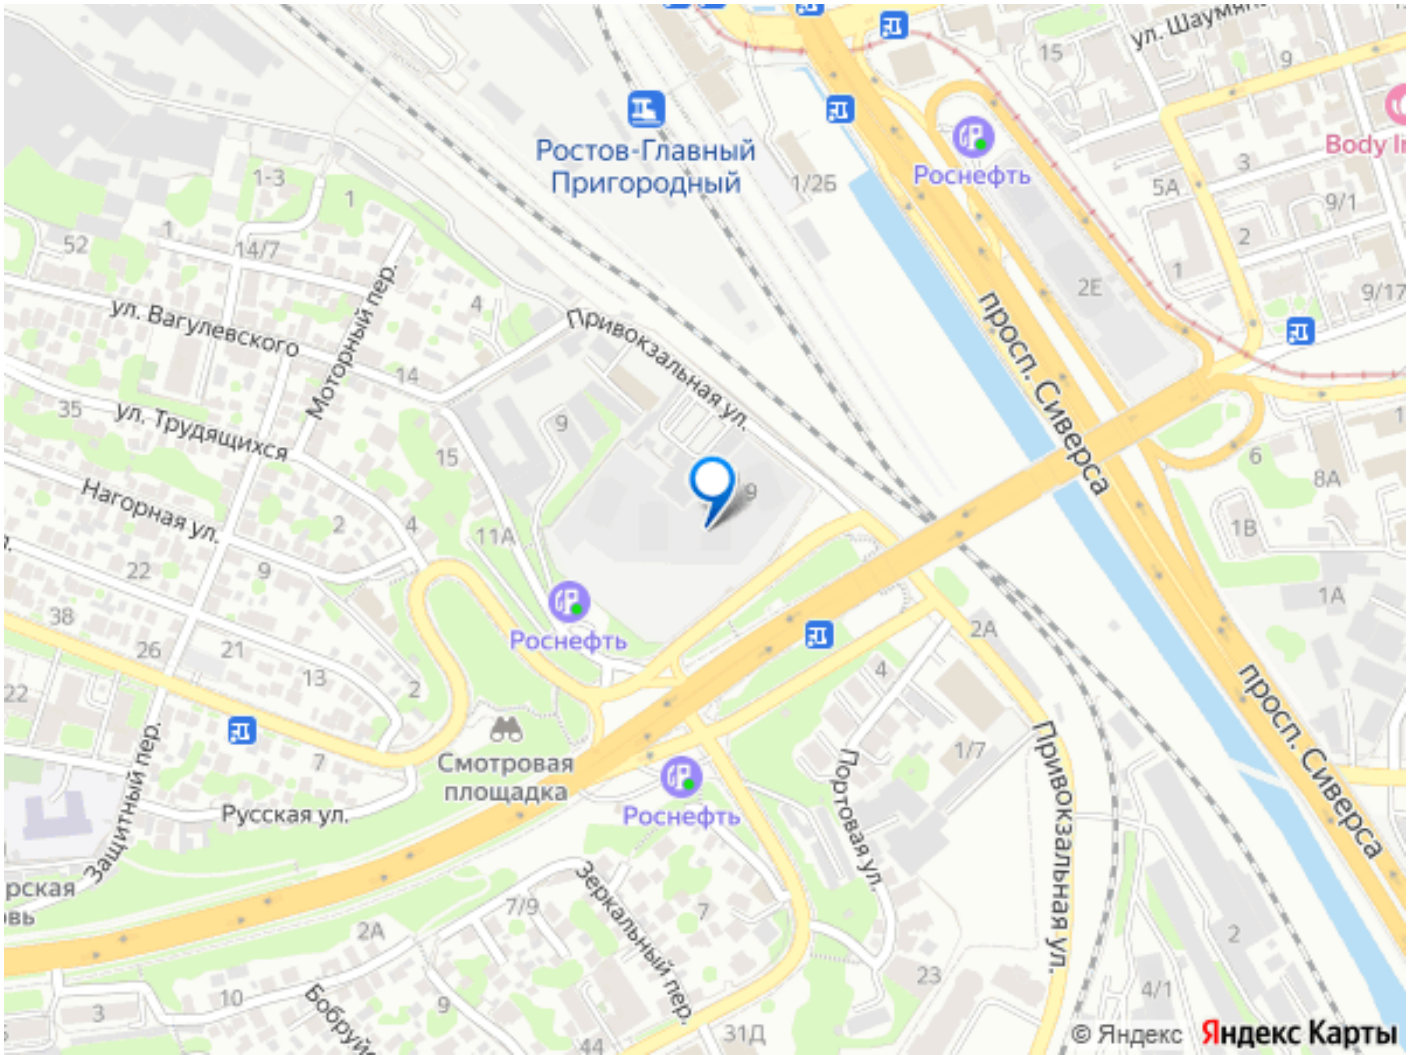 ул. Шаумяна
15
9
Ростов-Главный
Пригородный
1/2Б
Роснефть
Body
3
5А
9/1
1-3
1
1
52
14/7
2
1
2Е
9/17
4
ул. Вагулевского
Моторный пер.
Привокзальная ул.
просп. Сиверса
14
35
ул. Трудящихся
9
15
6
8А
Нагорная ул.
2
4
11А
9
1В
22
9
1А
38
Роснефть
2А
26
21
13
2
4
22
просп. Сиверса
7
Смотровая
площадка
Привокзальная ул.
1/7
Портовая ул.
Защитный пер.
Русская ул.
Роснефть
рская
овь
Зеркальный пер.
7/9
7
2А
2
23
10
9
3
4/1
31Д
44
© Яндекс Яндекс Карты